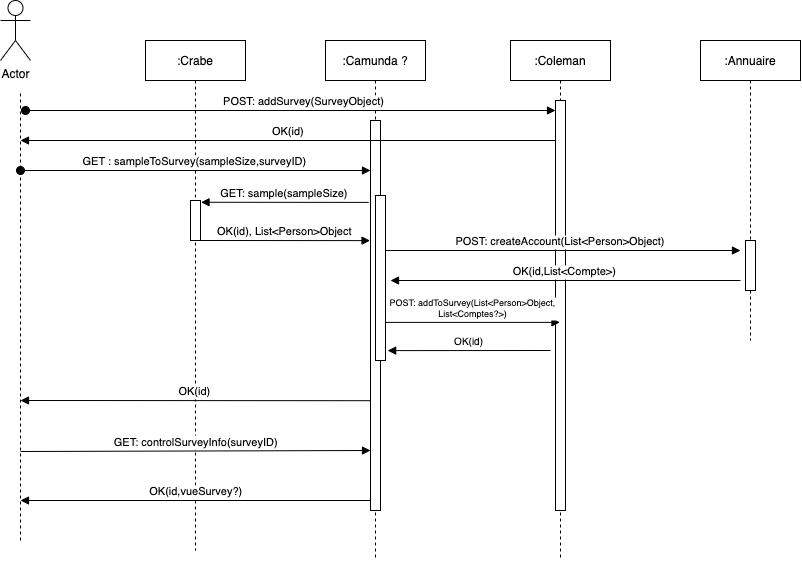 Actor
:Crabe
:Camunda ?
:Coleman
:Annuaire
POST: addSurvey(SurveyObject)
OK(id)
GET : sampleToSurvey(sampleSize,surveyID)
GET: sample(sampleSize)
OK(id), List<Person>Object
POST: createAccount(List<Person>Object)
OK(id,List<Compte>)
POST: addToSurvey(List<Person>Object,
List<Comptes?>)
OK(id)
OK(id)
GET: controlSurveyInfo(surveyID)
OK(id,vueSurvey?)